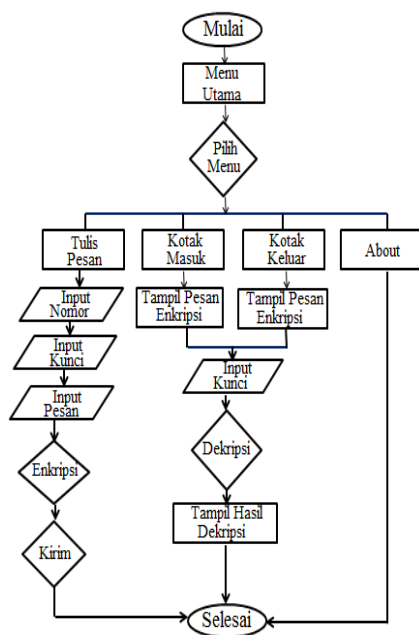 Mulai
Menu
Utama
Pilih
Menu
Tulis
Pesan
Kotak
Masuk
Kotak
Keluar
About
Input
Nomor
Tampil Pesan
Enkripsi
Tampil Pesan
Enkripsi
Input
Kunci
Input
Kunci
Input
Pesan
Enkripsi
Dekripsi
Kirim
Tampil Hasil
Dekripsi
Selesai